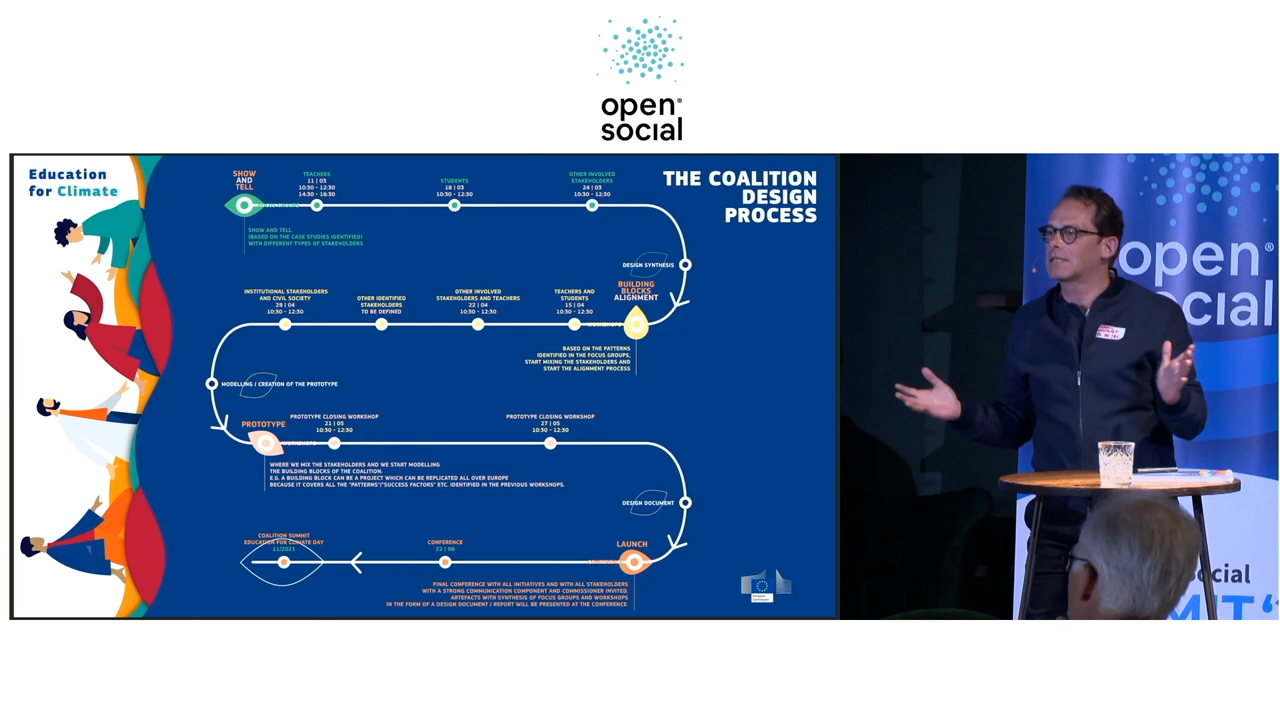 open®
social
Education
for Climate
THE COALITION
DESIGN
PROCESS
SHOW
AND
TELL
TEACHERS
11 | 03
10:30 - 12:30
14:30 - 16:30
STUDENTS
18 | 03
10:30 - 12:30
OTHER INVOLVED
STAKEHOLDERS
24 | 03
10:30 - 12:30
SHOW AND TELL
(BASED ON THE CASE STUDIES IDENTIFIED)
WITH DIFFERENT TYPES OF STAKEHOLDERS
DESIGN SYNTHESIS
BUILDING
BLOCKS
ALIGNMENT
INSTITUTIONAL STAKEHOLDERS
AND CIVIL SOCIETY
29 | 04
10:30 - 12:30
OTHER IDENTIFIED
STAKEHOLDERS
TO BE DEFINED
OTHER INVOLVED
STAKEHOLDERS AND TEACHERS
22 | 04
10:30 - 12:30
TEACHERS AND
STUDENTS
15 | 04
10:30 - 12:30
WORKSHOPS
BASED ON THE PATTERNS
IDENTIFIED IN THE FOCUS GROUPS,
START MIXING THE STAKEHOLDERS AND
START THE ALIGNMENT PROCESS
MODELLING / CREATION OF THE PROTOTYPE
PROTOTYPE
WORKSHOPS
PROTOTYPE CLOSING WORKSHOP
21 | 05
10:30 - 12:30
PROTOTYPE CLOSING WORKSHOP
27 | 05
10:30 - 12:30
WHERE WE MIX THE STAKEHOLDERS AND WE START MODELLING
THE BUILDING BLOCKS OF THE COALITION.
E.G. A BUILDING BLOCK CAN BE A PROJECT WHICH CAN BE REPLICATED ALL OVER EUROPE
BECAUSE IT COVERS ALL THE "PATTERNS"/"SUCCESS FACTORS" ETC. IDENTIFIED IN THE PREVIOUS WORKSHOPS.
DESIGN DOCUMENT
LAUNCH
COALITION SUMMIT
EDUCATION FOR CLIMATE DAY
11/2021
CONFERENCE
22 | 06
FINAL CONFERENCE WITH ALL INITIATIVES AND WITH ALL STAKEHOLDERS
WITH A STRONG COMMUNICATION COMPONENT AND COMMISSIONER INVITED.
ARTEFACTS WITH SYNTHESIS OF FOCUS GROUPS AND WORKSHOPS
IN THE FORM OF A DESIGN DOCUMENT / REPORT WILL BE PRESENTED AT THE CONFERENCE.
European
Commission
open
social
social
MIT